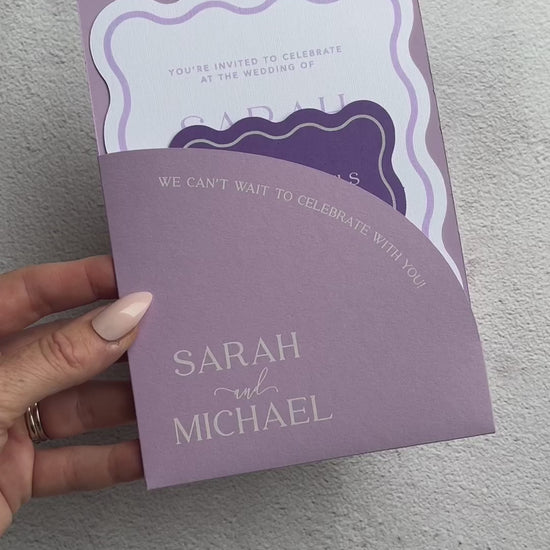 YOU'RE INVITED TO CELEBRATE
AT THE WEDDING OF
SARAH
WE CAN'T WAIT TO CELEBRATE WITH YOU!
SARAH
and
MICHAEL